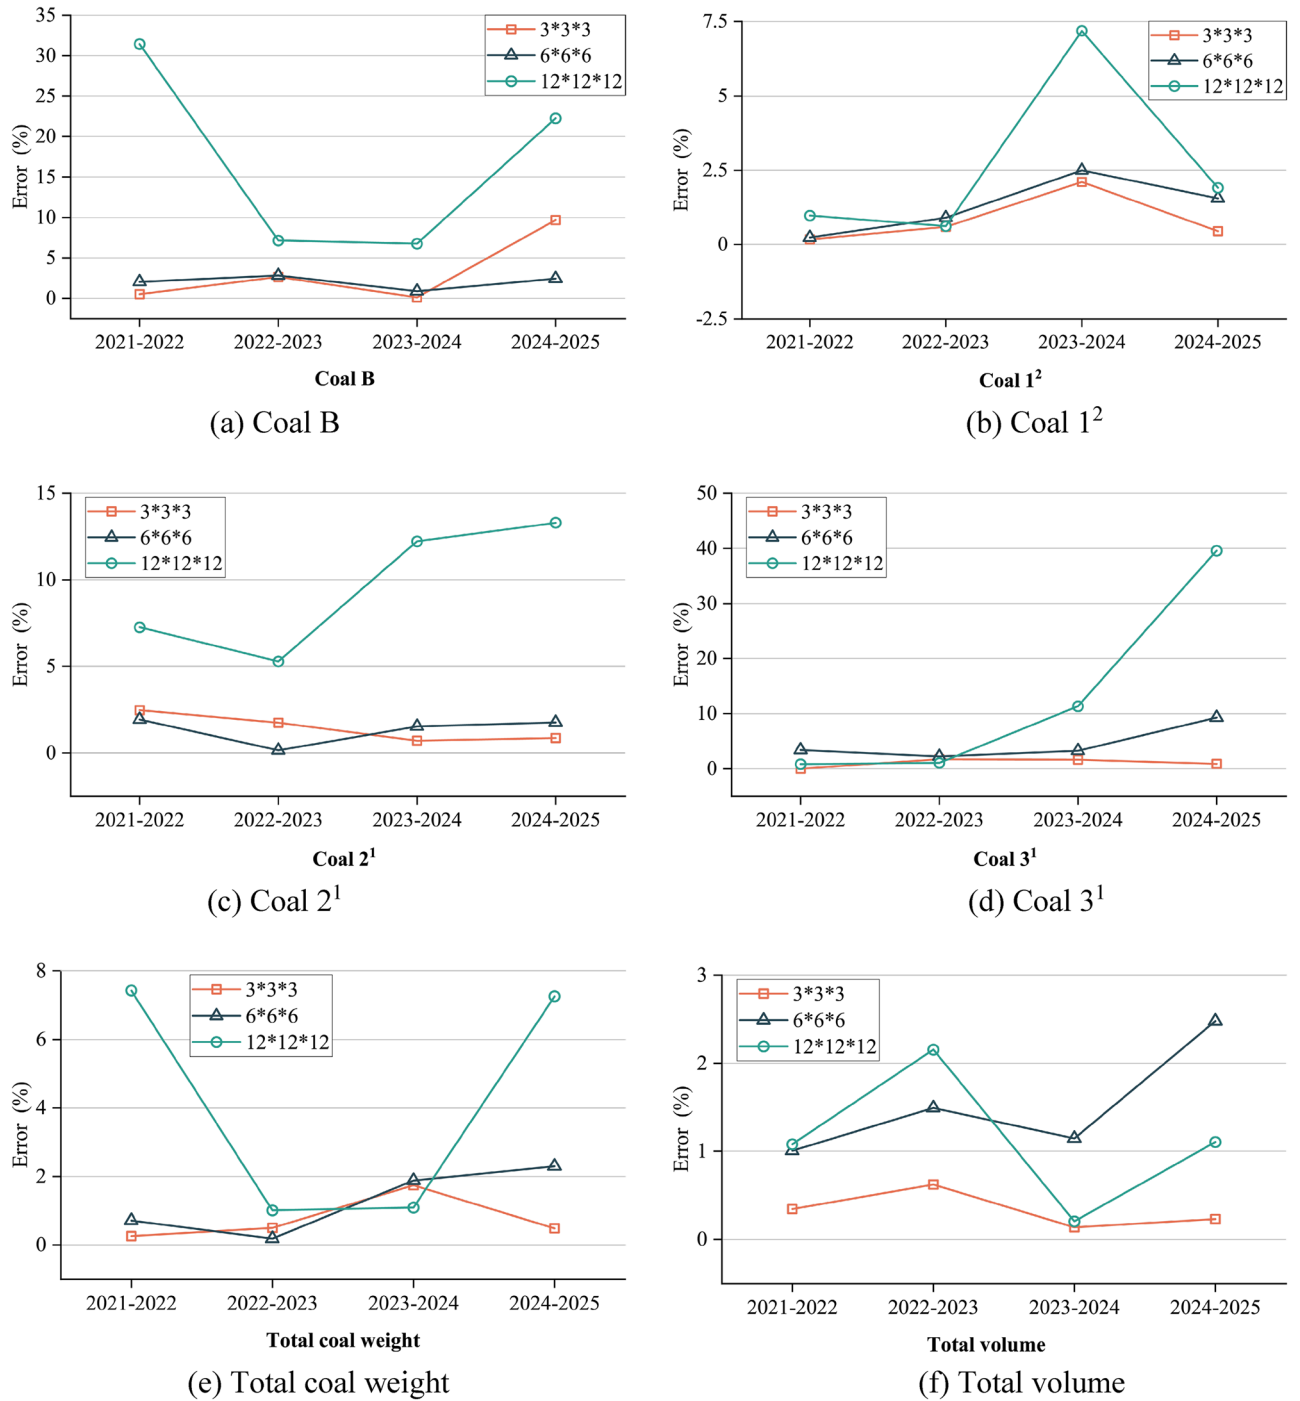 35
30
25
20
15
10
5
0
Error (%)
3*3*3
6*6*6
12*12*12
2021-2022 2022-2023 2023-2024 2024-2025
Coal B
(a) Coal B
7.5
5
2.5
0
-2.5
Error (%)
3*3*3
6*6*6
12*12*12
2021-2022 2022-2023 2023-2024 2024-2025
Coal 1²
(b) Coal 1²
15
10
5
0
Error (%)
3*3*3
6*6*6
12*12*12
2021-2022 2022-2023 2023-2024 2024-2025
Coal 2¹
(c) Coal 2¹
50
40
30
20
10
0
Error (%)
3*3*3
6*6*6
12*12*12
2021-2022 2022-2023 2023-2024 2024-2025
Coal 3¹
(d) Coal 3¹
8
6
4
2
0
Error (%)
3*3*3
6*6*6
12*12*12
2021-2022 2022-2023 2023-2024 2024-2025
Total coal weight
(e) Total coal weight
3
2
1
0
Error (%)
3*3*3
6*6*6
12*12*12
2021-2022 2022-2023 2023-2024 2024-2025
Total volume
(f) Total volume